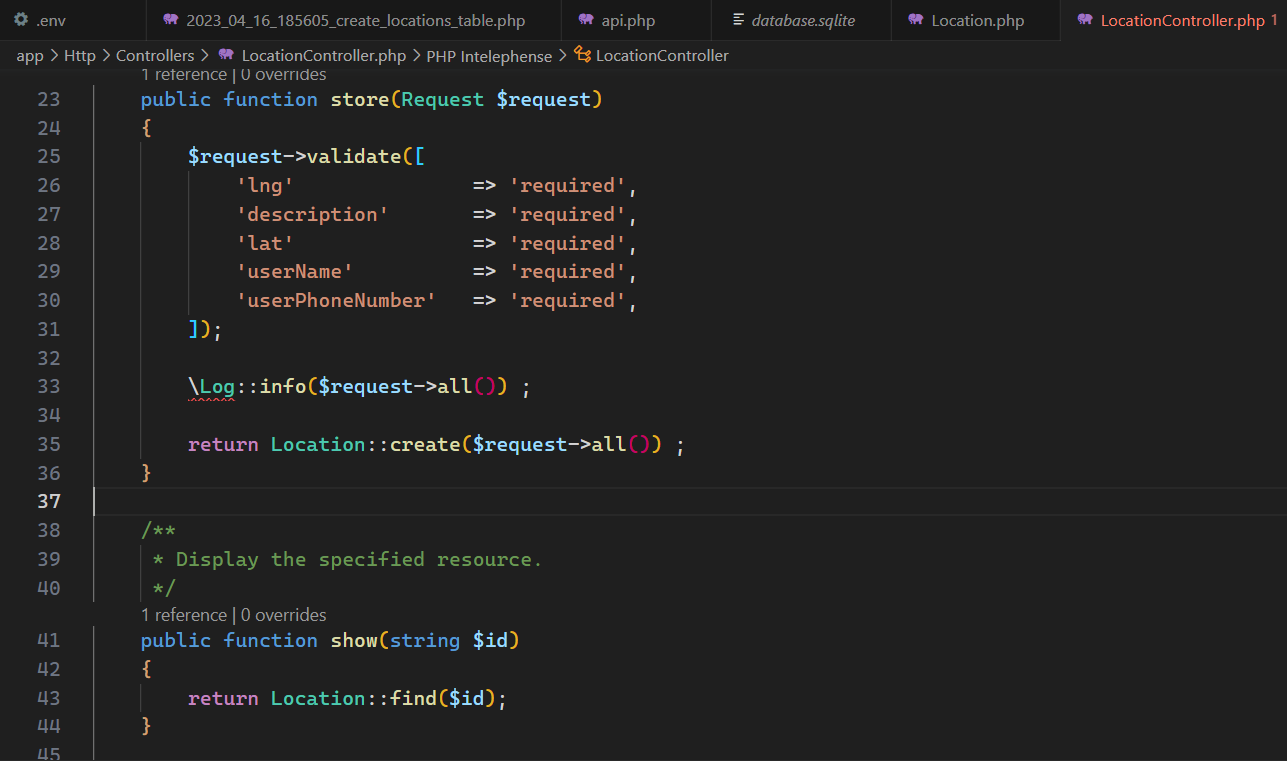 .env 2023_04_16_185605_create_locations_table.php api.php database.sqlite Location.php LocationController.php 1
app > Http > Controllers > LocationController.php > PHP Intelephense > LocationController
1 reference | 0 overrides
23 public function store(Request $request)
24 {
25 $request->validate([
26 'lng' => 'required',
27 'description' => 'required',
28 'lat' => 'required',
29 'userName' => 'required',
30 'userPhoneNumber' => 'required',
31 ]);
32
33 \Log::info($request->all()) ;
34
35 return Location::create($request->all()) ;
36 }
37
38 /**
39 * Display the specified resource.
40 */
1 reference | 0 overrides
41 public function show(string $id)
42 {
43 return Location::find($id);
44 }
45